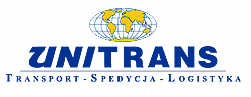 UNITRANS
TRANSPORT - SPEDYCJA - LOGISTYKA